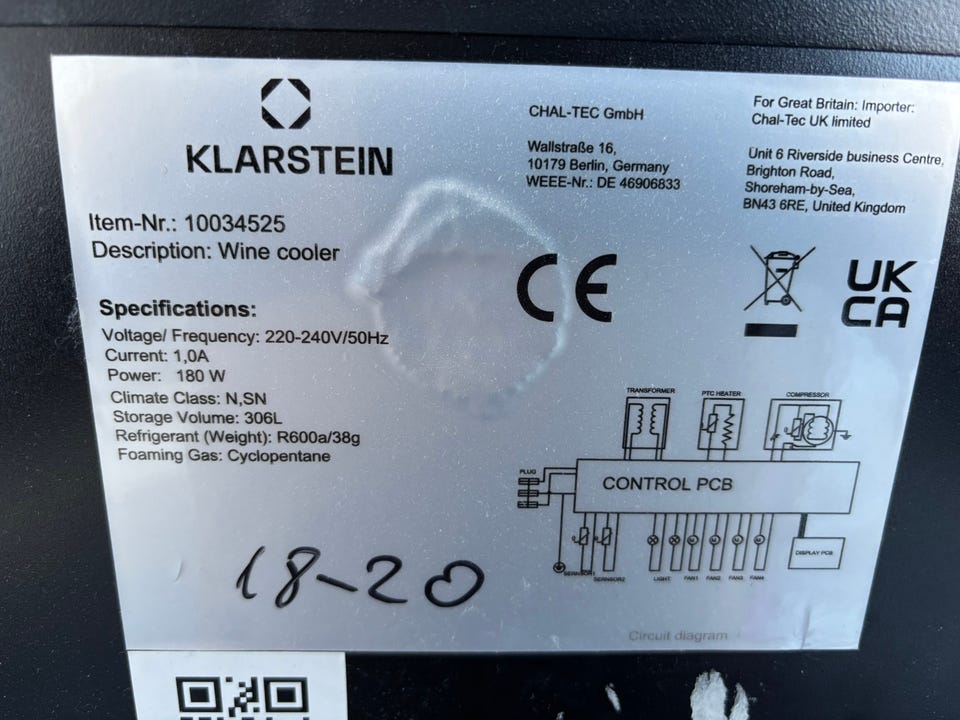 KLARSTEIN
CHAL-TEC GmbH
Wallstraße 16,
10179 Berlin, Germany
WEEE-Nr.: DE 46906833
For Great Britain: Importer:
Chal-Tec UK limited
Unit 6 Riverside business Centre,
Brighton Road,
Shoreham-by-Sea,
BN43 6RE, United Kingdom
Item-Nr.: 10034525
Description: Wine cooler
CE
UK
CA
Specifications:
Voltage/ Frequency: 220-240V/50Hz
Current: 1,0A
Power: 180 W
Climate Class: N,SN
Storage Volume: 306L
Refrigerant (Weight): R600a/38g
Foaming Gas: Cyclopentane
TRANSFORMER
PTC HEATER
COMPRESSOR
PLUG
CONTROL PCB
DISPLAY PCB
SERNSOR1
SERNSOR2
LIGHT
FAN1
FAN2
FAN3
FAN4
18-20
Circuit diagram